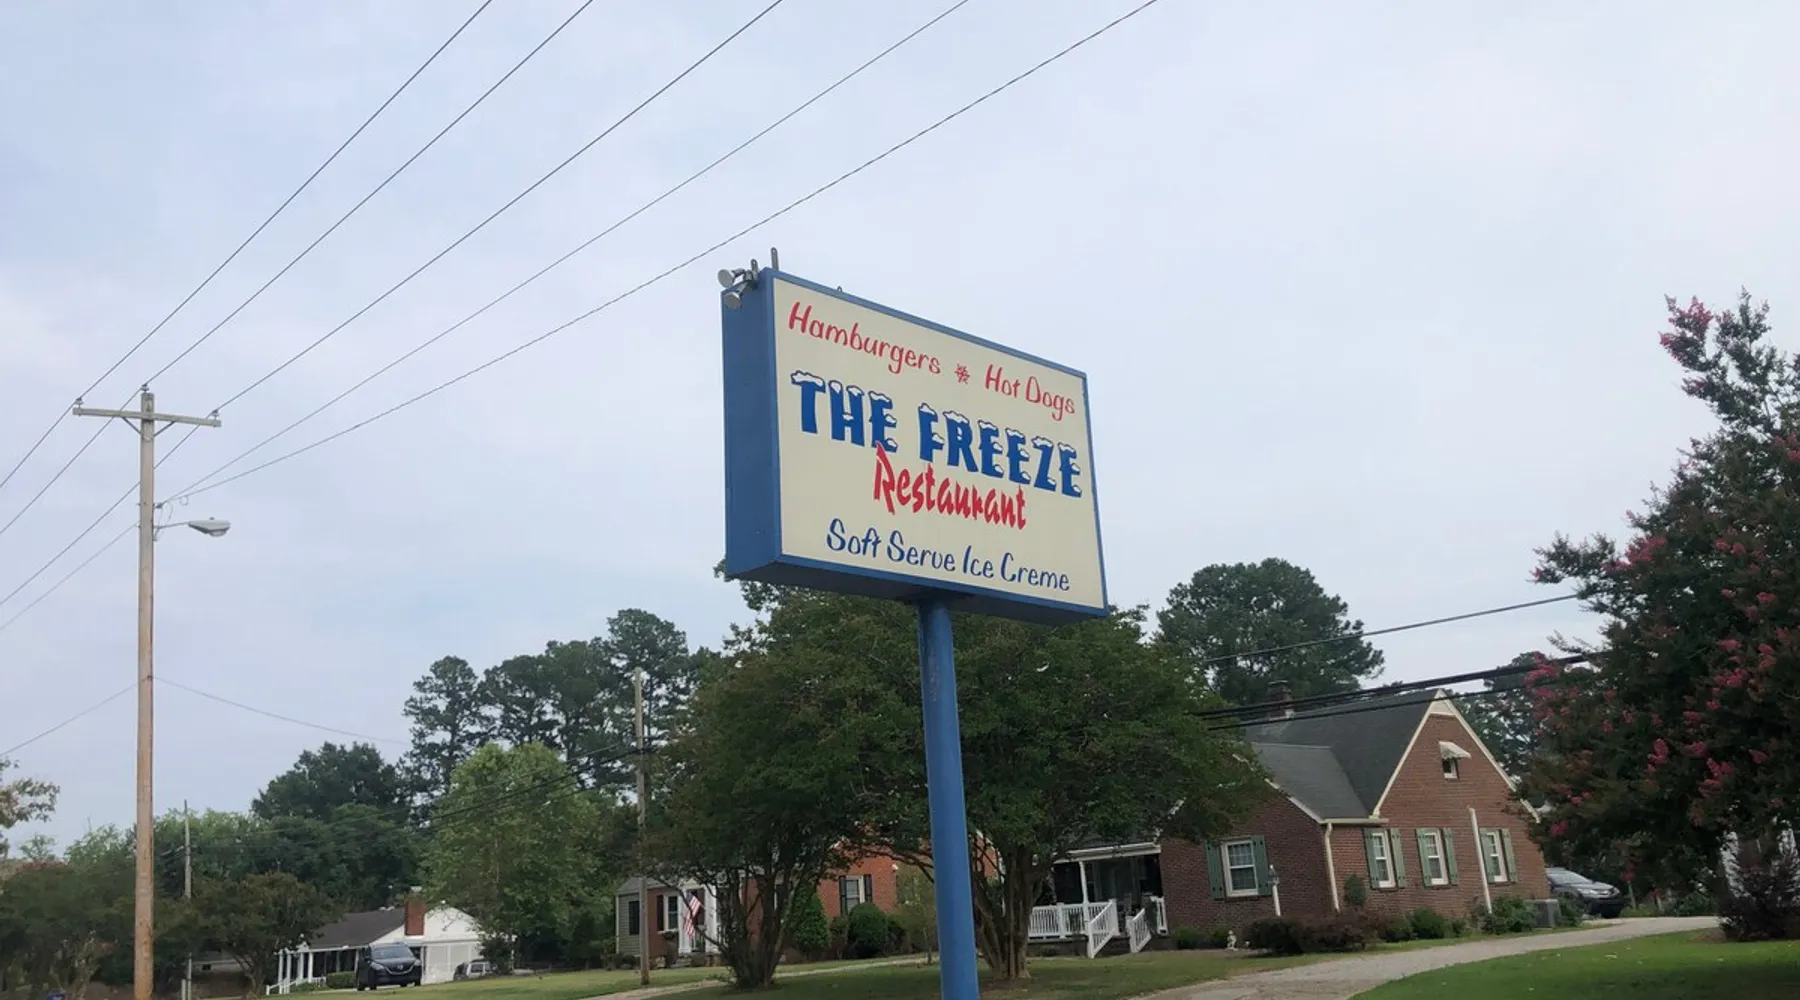 Hamburgers * Hot Dogs
THE FREEZE
Restaurant
Soft Serve Ice Creme